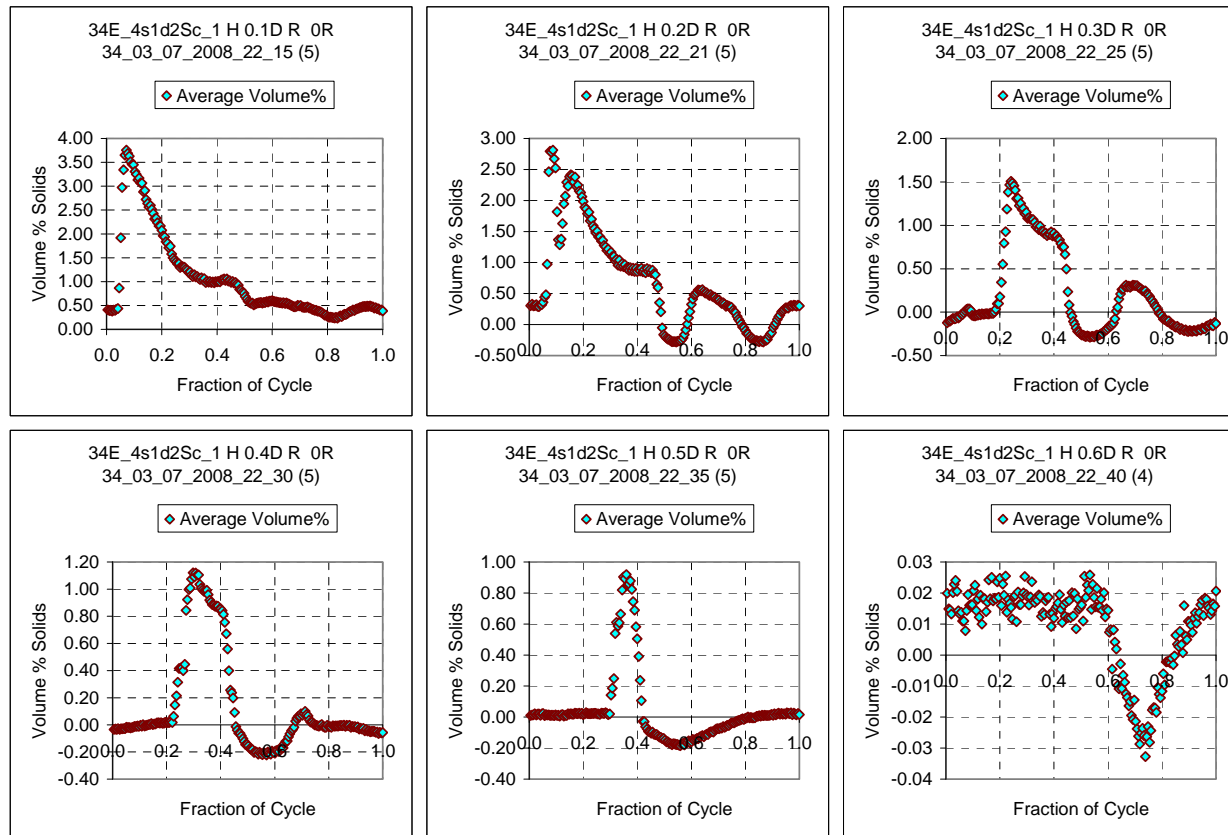 34E_4s1d2Sc_1 H 0.1D R 0R
34_03_07_2008_22_15 (5)
Average Volume%
Volume % Solids
4.00
3.50
3.00
2.50
2.00
1.50
1.00
0.50
0.00
0.0 0.2 0.4 0.6 0.8 1.0
Fraction of Cycle
34E_4s1d2Sc_1 H 0.2D R 0R
34_03_07_2008_22_21 (5)
Average Volume%
Volume % Solids
3.00
2.50
2.00
1.50
1.00
0.50
0.00
-0.50
0.0 0.2 0.4 0.6 0.8 1.0
Fraction of Cycle
34E_4s1d2Sc_1 H 0.3D R 0R
34_03_07_2008_22_25 (5)
Average Volume%
Volume % Solids
2.00
1.50
1.00
0.50
0.00
-0.50
0.0 0.2 0.4 0.6 0.8 1.0
Fraction of Cycle
34E_4s1d2Sc_1 H 0.4D R 0R
34_03_07_2008_22_30 (5)
Average Volume%
Volume % Solids
1.20
1.00
0.80
0.60
0.40
0.20
0.00
-0.20
-0.40
0.0 0.2 0.4 0.6 0.8 1.0
Fraction of Cycle
34E_4s1d2Sc_1 H 0.5D R 0R
34_03_07_2008_22_35 (5)
Average Volume%
Volume % Solids
1.00
0.80
0.60
0.40
0.20
0.00
-0.20
-0.40
0.0 0.2 0.4 0.6 0.8 1.0
Fraction of Cycle
34E_4s1d2Sc_1 H 0.6D R 0R
34_03_07_2008_22_40 (4)
Average Volume%
Volume % Solids
0.03
0.02
0.01
0.00
-0.01
-0.02
-0.03
-0.04
0.0 0.2 0.4 0.6 0.8 1.0
Fraction of Cycle